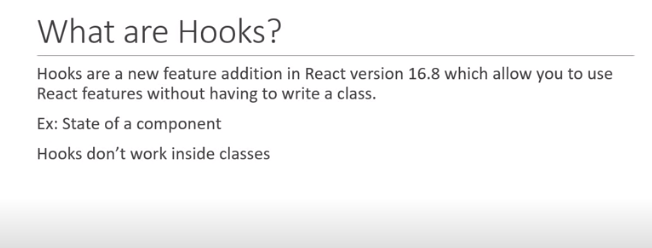 What are Hooks?
Hooks are a new feature addition in React version 16.8 which allow you to use
React features without having to write a class.
Ex: State of a component
Hooks don’t work inside classes